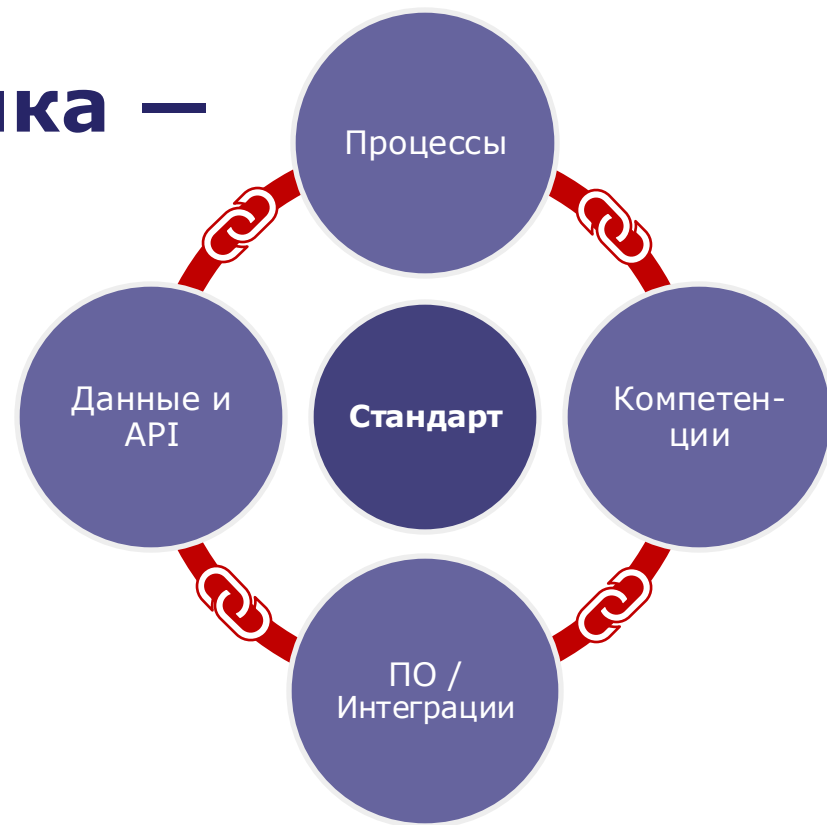 ика —
Процессы
Данные и
API
Стандарт
Компетен-
ции
ПО /
Интеграции